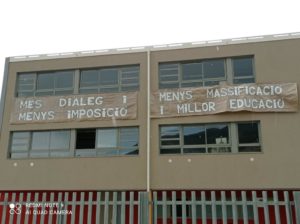 MES DIALEG I
MENYS IMPOSICIÓ
MENYS MASSIFICACIÓ
I MILLOR EDUCACIÓ
REDMI NOTE 9
AI QUAD CAMERA